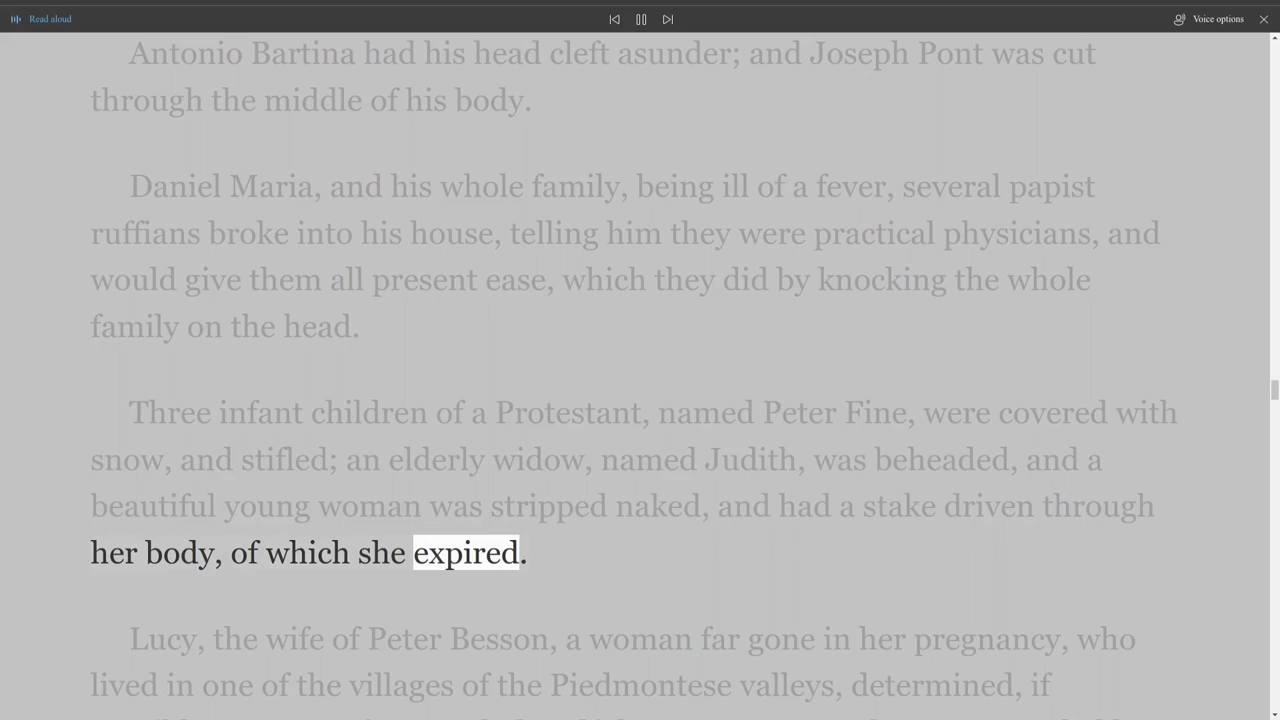 Read aloud
Voice options
Antonio Bartina had his head cleft asunder; and Joseph Pont was cut
through the middle of his body.
Daniel Maria, and his whole family, being ill of a fever, several papist
ruffians broke into his house, telling him they were practical physicians, and
would give them all present ease, which they did by knocking the whole
family on the head.
Three infant children of a Protestant, named Peter Fine, were covered with
snow, and stifled; an elderly widow, named Judith, was beheaded, and a
beautiful young woman was stripped naked, and had a stake driven through
her body, of which she expired.
Lucy, the wife of Peter Besson, a woman far gone in her pregnancy, who
lived in one of the villages of the Piedmontese valleys, determined, if